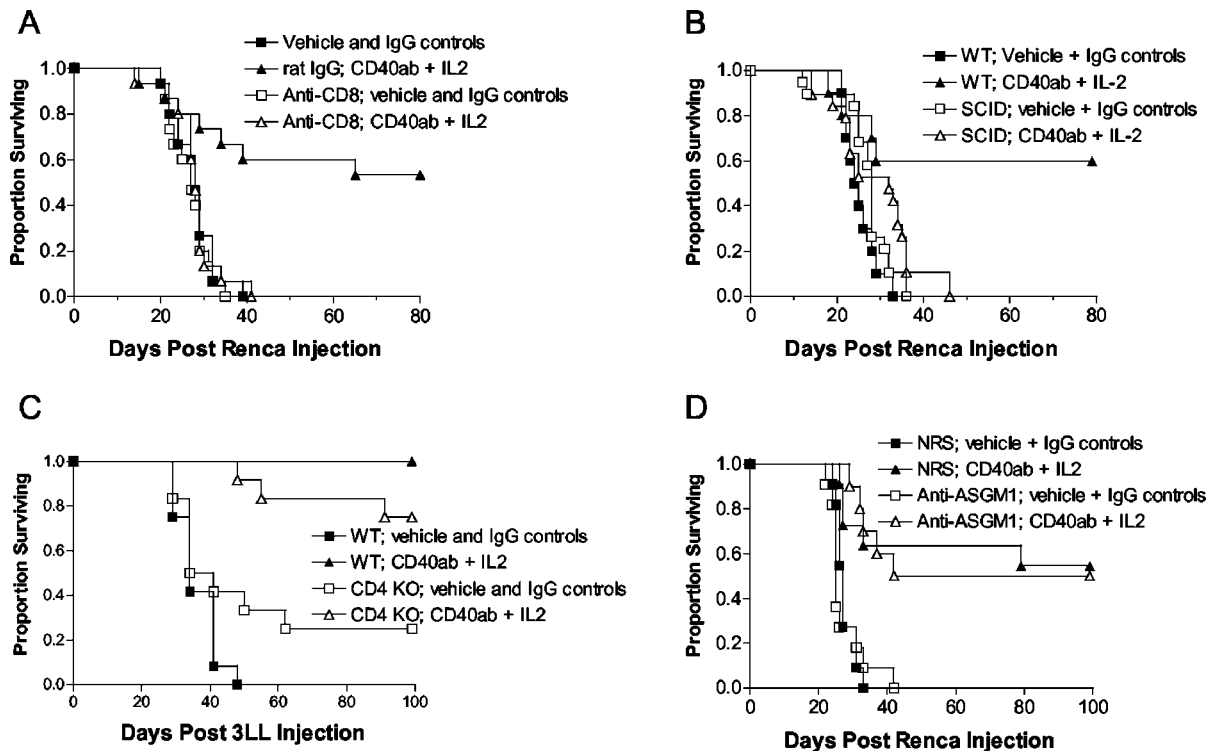 A
Vehicle and IgG controls
rat IgG; CD40ab + IL2
Anti-CD8; vehicle and IgG controls
Anti-CD8; CD40ab + IL2
Proportion Surviving
1.0
0.8
0.6
0.4
0.2
0.0
0 20 40 60 80
Days Post Renca Injection
B
WT; Vehicle + IgG controls
WT; CD40ab + IL-2
SCID; vehicle + IgG controls
SCID; CD40ab + IL-2
Proportion Surviving
1.0
0.8
0.6
0.4
0.2
0.0
0 20 40 60 80
Days Post Renca Injection
C
WT; vehicle and IgG controls
WT; CD40ab + IL2
CD4 KO; vehicle and IgG controls
CD4 KO; CD40ab + IL2
Proportion Surviving
1.0
0.8
0.6
0.4
0.2
0.0
0 20 40 60 80 100
Days Post 3LL Injection
D
NRS; vehicle + IgG controls
NRS; CD40ab + IL2
Anti-ASGM1; vehicle + IgG controls
Anti-ASGM1; CD40ab + IL2
Proportion Surviving
1.0
0.8
0.6
0.4
0.2
0.0
0 20 40 60 80 100
Days Post Renca Injection